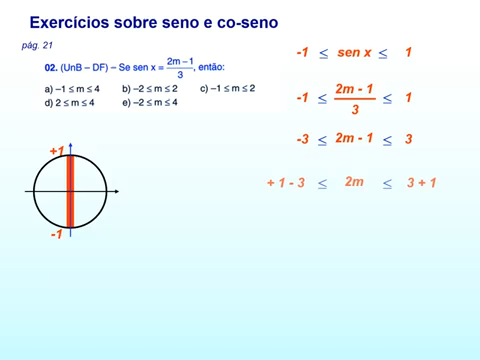 Exercícios sobre seno e co-seno
pág. 21
02. (UnB – DF) – Se sen x = 2m – 1 / 3, então:
a) –1 ≤ m ≤ 4 b) –2 ≤ m ≤ 2 c) –1 ≤ m ≤ 2
d) 2 ≤ m ≤ 4 e) –2 ≤ m ≤ 4
+1
-1
-1 ≤ sen x ≤ 1
-1 ≤ 2m - 1 / 3 ≤ 1
-3 ≤ 2m - 1 ≤ 3
+ 1 - 3 ≤ 2m ≤ 3 + 1